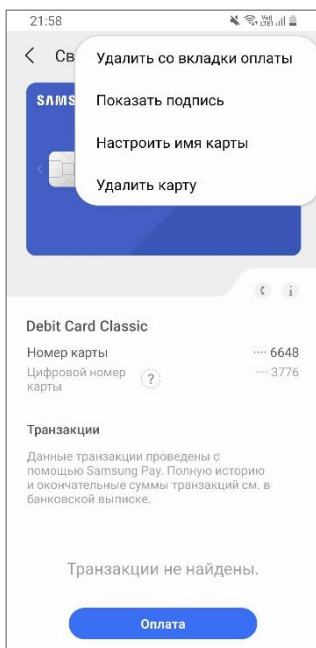 21:58
Св
Удалить со вкладки оплаты
SAMS
Показать подпись
Настроить имя карты
Удалить карту
Debit Card Classic
Номер карты ···· 6648
Цифровой номер ···· 3776
карты ?
Транзакции
Данные транзакции проведены с
помощью Samsung Pay. Полную историю
и окончательные суммы транзакций см. в
банковской выписке.
Транзакции не найдены.
Оплата